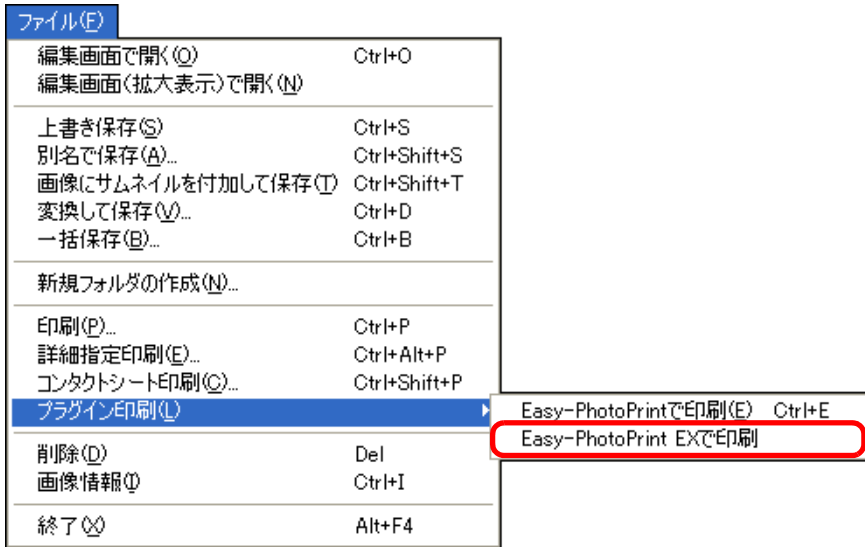 ファイル(F)
編集画面で開く(O) Ctrl+O
編集画面(拡大表示)で開く(N)
上書き保存(S) Ctrl+S
別名で保存(A)... Ctrl+Shift+S
画像にサムネイルを付加して保存(T) Ctrl+Shift+T
変換して保存(V)... Ctrl+D
一括保存(B)... Ctrl+B
新規フォルダの作成(N)...
印刷(P)... Ctrl+P
詳細指定印刷(E)... Ctrl+Alt+P
コンタクトシート印刷(C)... Ctrl+Shift+P
プラグイン印刷(L)
Easy-PhotoPrintで印刷(E) Ctrl+E
Easy-PhotoPrint EXで印刷
削除(D) Del
画像情報(I) Ctrl+I
終了(X) Alt+F4